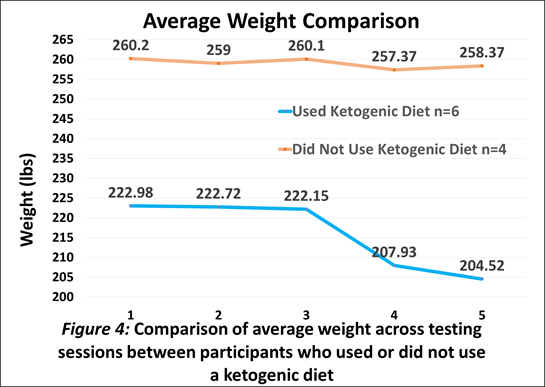 Average Weight Comparison
265
260
255
250
245
240
235
230
225
220
215
210
205
200
Weight (lbs)
260.2 259 260.1 257.37 258.37
Used Ketogenic Diet n=6
Did Not Use Ketogenic Diet n=4
222.98 222.72 222.15 207.93 204.52
1 2 3 4 5
Figure 4: Comparison of average weight across testing
sessions between participants who used or did not use
a ketogenic diet